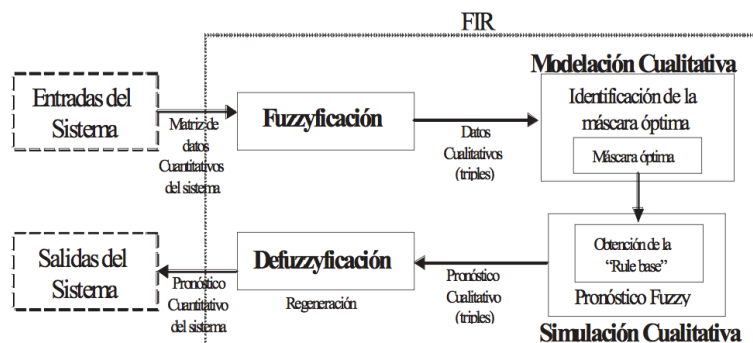 FIR
Modelación Cualitativa
Entradas del
Sistema
Matriz de
datos
Cuantitativos
del sistema
Fuzzyficación
Datos
Cualitativos
(triples)
Identificación de la
máscara óptima
Máscara óptima
Salidas del
Sistema
Pronóstico
Cuantitativo
del sistema
Defuzzyficación
Regeneración
Pronóstico
Cualitativo
(triples)
Obtención de la
“Rule base”
Pronóstico Fuzzy
Simulación Cualitativa